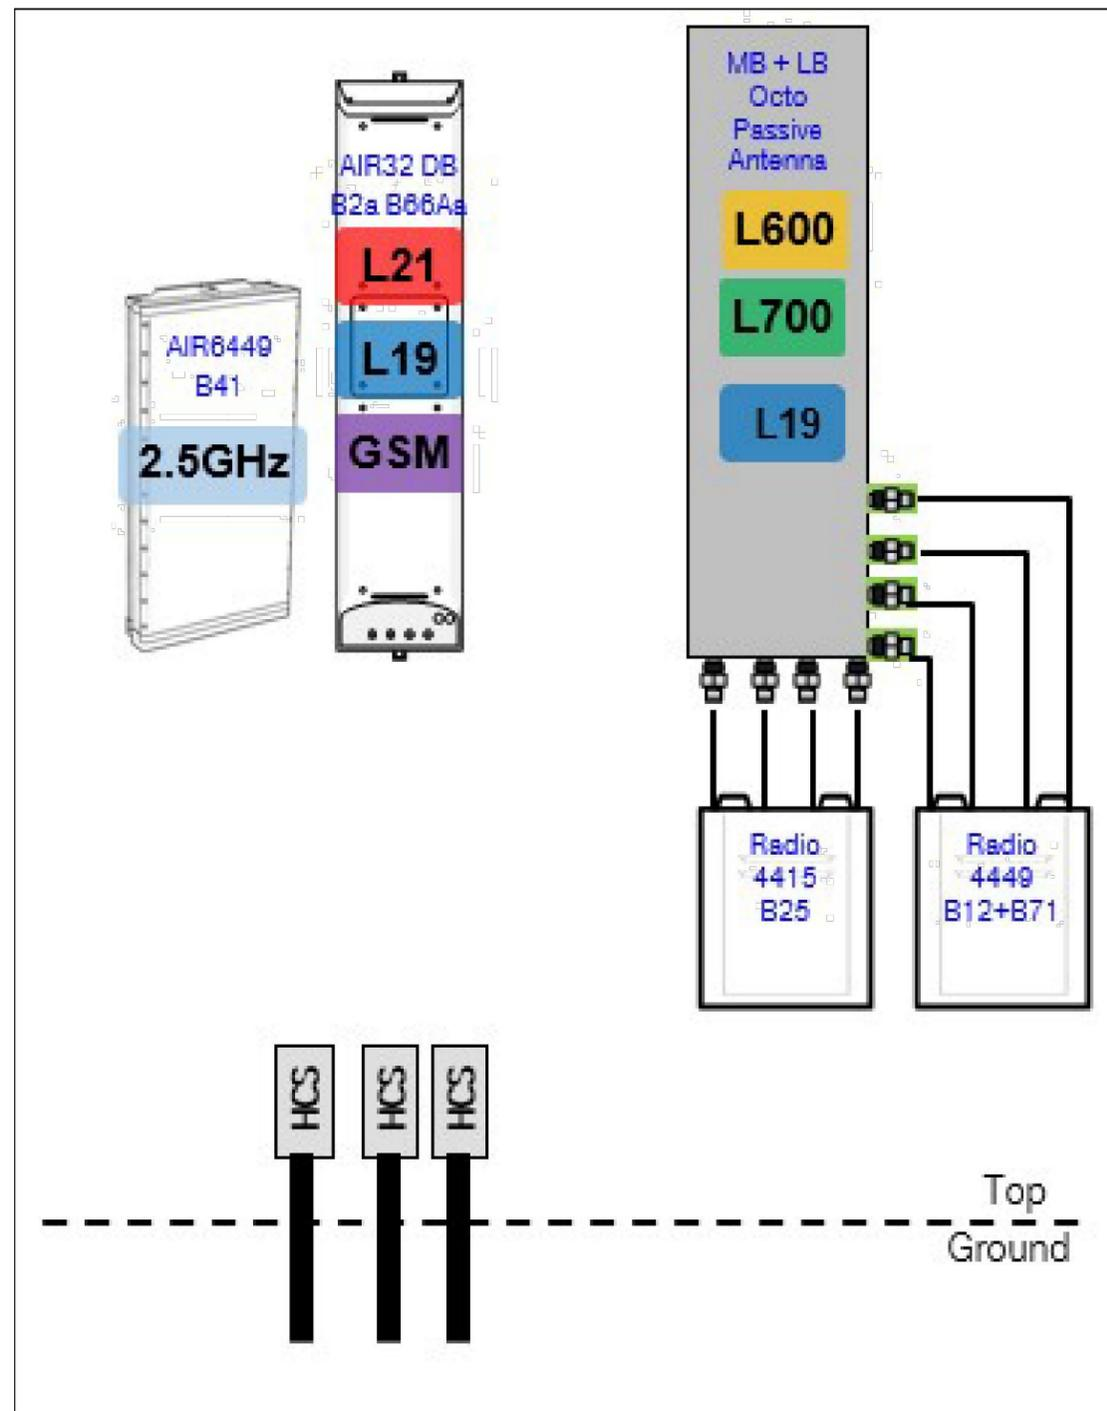 MB + LB
Octo
Passive
Antenna
L600
L700
L19
AIR32 DB
B2a B66Aa
L21
L19
GSM
AIR6449
B41
2.5GHz
Radio
4415
B25
Radio
4449
B12+B71
HCS
HCS
HCS
Top
Ground